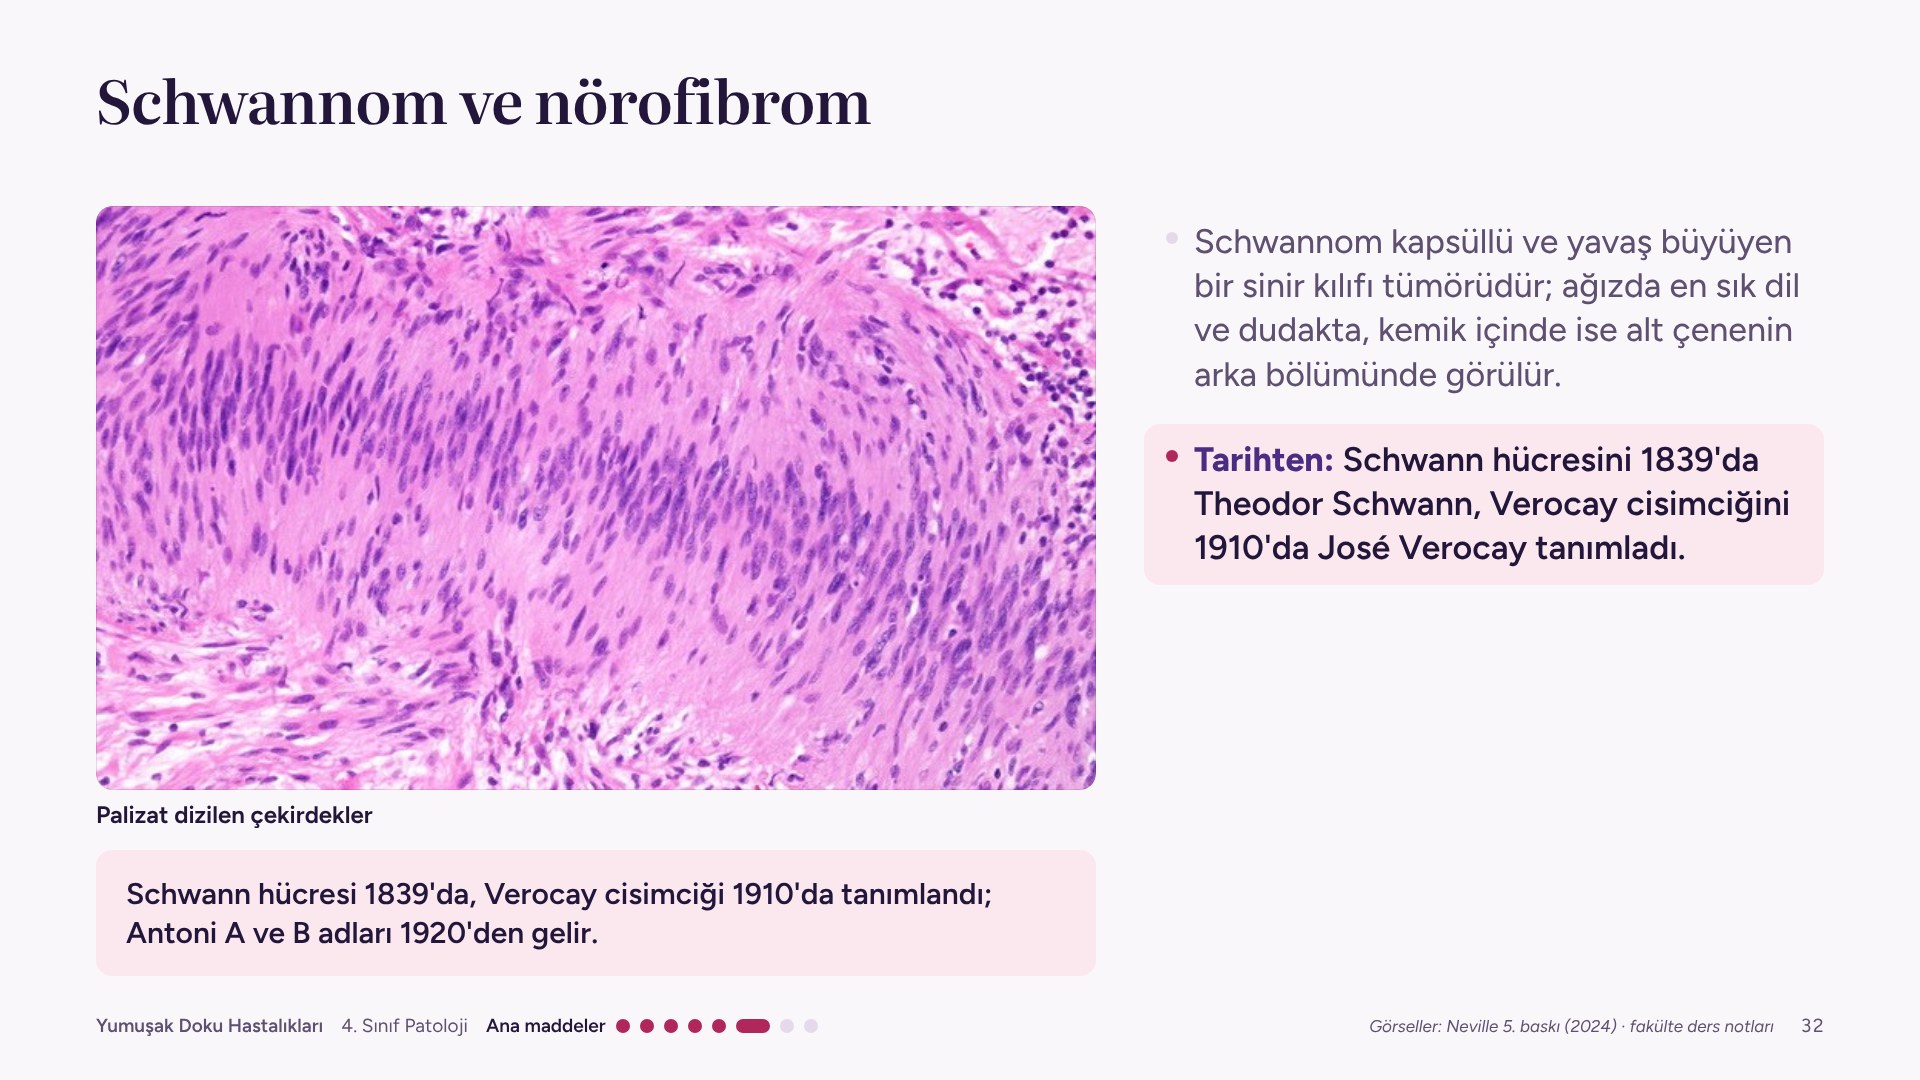 Schwannom ve nörofibrom
Schwannom kapsüllü ve yavaş büyüyen
bir sinir kılıfı tümörüdür; ağızda en sık dil
ve dudakta, kemik içinde ise alt çenenin
arka bölümünde görülür.
Tarihten: Schwann hücresini 1839'da
Theodor Schwann, Verocay cisimciğini
1910'da José Verocay tanımladı.
Palizat dizilen çekirdekler
Schwann hücresi 1839'da, Verocay cisimciği 1910'da tanımlandı;
Antoni A ve B adları 1920'den gelir.
Yumuşak Doku Hastalıkları 4. Sınıf Patoloji Ana maddeler
Görseller: Neville 5. baskı (2024) · fakülte ders notları 32